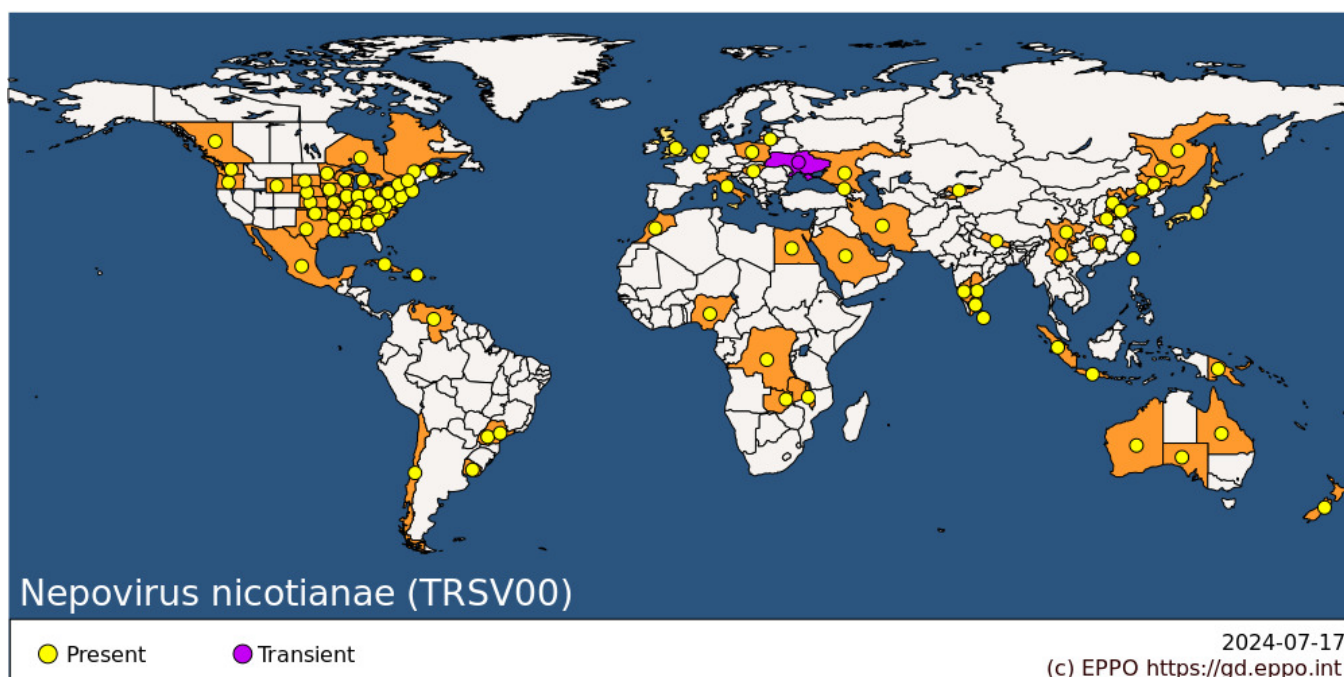 Nepovirus nicotianae (TRSV00)
Present
Transient
2024-07-17
(c) EPPO https://gd.eppo.int